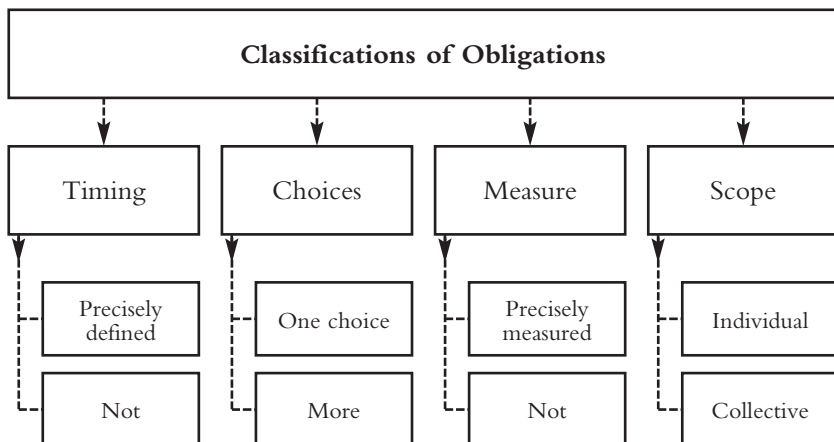 Classifications of Obligations
Timing
Choices
Measure
Scope
Precisely
defined
One choice
Precisely
measured
Individual
Not
More
Not
Collective